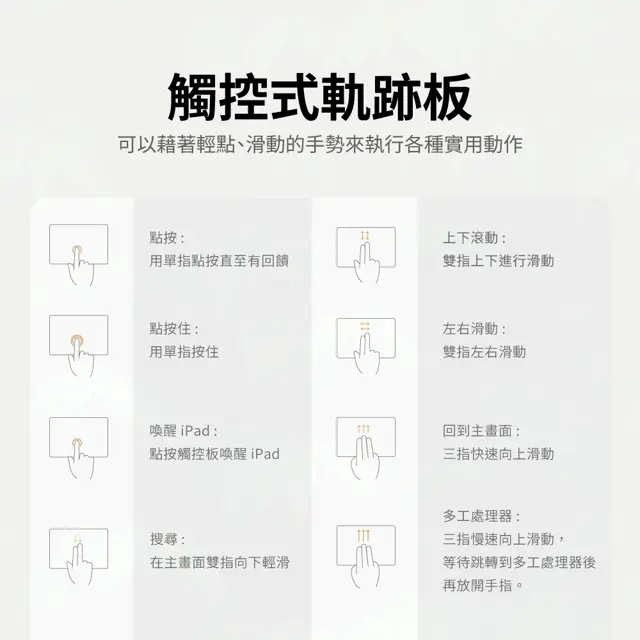 觸控式軌跡板
可以藉著輕點、滑動的手勢來執行各種實用動作
點按:
用單指點按直至有回饋
點按住:
用單指按住
喚醒 iPad:
點按觸控板喚醒 iPad
搜尋:
在主畫面雙指向下輕滑
上下滾動:
雙指上下進行滑動
左右滑動:
雙指左右滑動
回到主畫面:
三指快速向上滑動
多工處理器:
三指慢速向上滑動，
等待跳轉到多工處理器後
再放開手指。